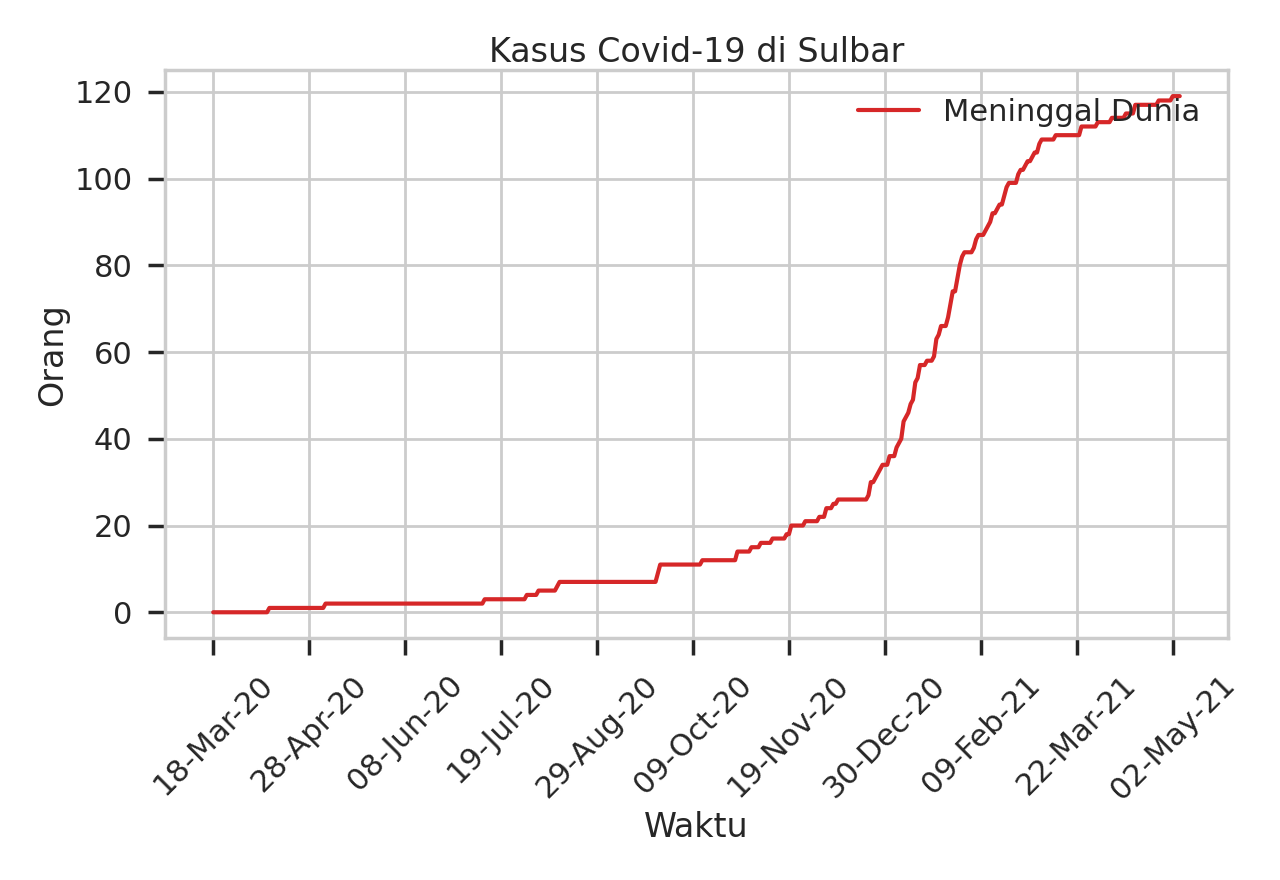 Kasus Covid-19 di Sulbar
Meninggal Dunia
Orang
120
100
80
60
40
20
0
18-Mar-20
28-Apr-20
08-Jun-20
19-Jul-20
29-Aug-20
09-Oct-20
19-Nov-20
30-Dec-20
09-Feb-21
22-Mar-21
02-May-21
Waktu